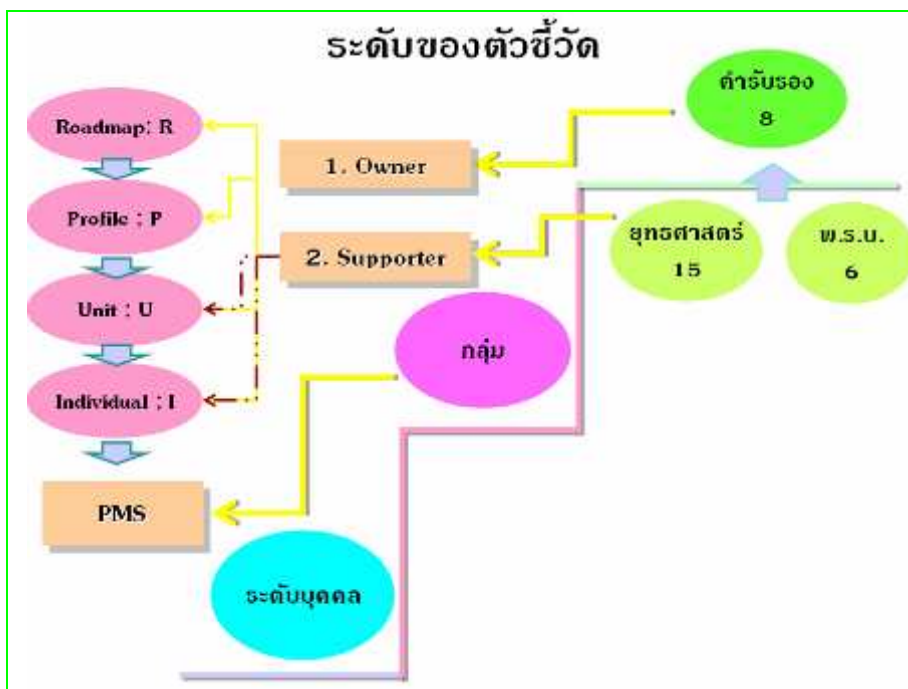 ระดับของตัวชี้วัด
คำรับรอง
8
Roadmap: R
1. Owner
Profile : P
ยุทธศาสตร์
15
พ.ร.บ.
6
2. Supporter
Unit : U
กลุ่ม
Individual : I
PMS
ระดับบุคคล